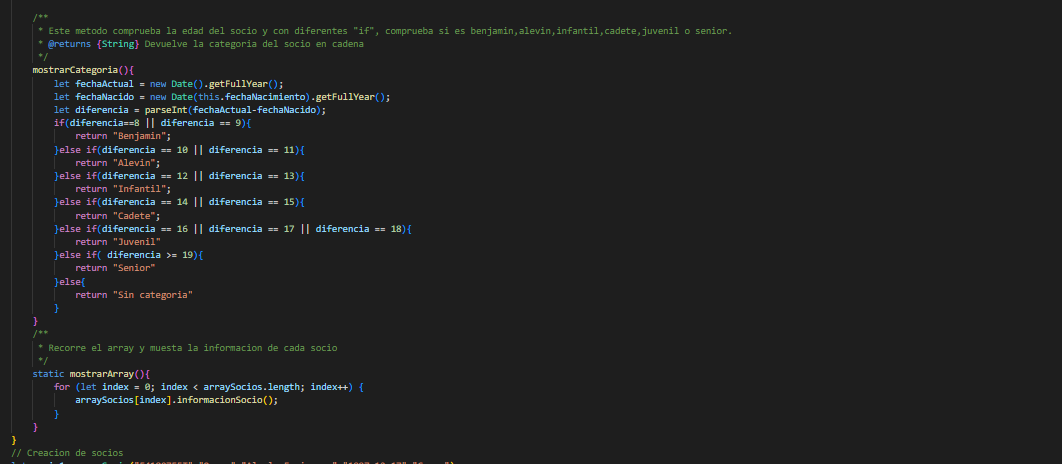 /**
* Este metodo comprueba la edad del socio y con diferentes "if", comprueba si es benjamin,alevin,infantil,cadete,juvenil o senior.
* @returns {String} Devuelve la categoria del socio en cadena
*/
mostrarCategoria(){
let fechaActual = new Date().getFullYear();
let fechaNacido = new Date(this.fechaNacimiento).getFullYear();
let diferencia = parseInt(fechaActual-fechaNacido);
if(diferencia==8 || diferencia == 9){
return "Benjamin";
}else if(diferencia == 10 || diferencia == 11){
return "Alevin";
}else if(diferencia == 12 || diferencia == 13){
return "Infantil";
}else if(diferencia == 14 || diferencia == 15){
return "Cadete";
}else if(diferencia == 16 || diferencia == 17 || diferencia == 18){
return "Juvenil"
}else if( diferencia >= 19){
return "Senior"
}else{
return "Sin categoria"
}
}
/**
* Recorre el array y muesta la informacion de cada socio
*/
static mostrarArray(){
for (let index = 0; index < arraySocios.length; index++) {
arraySocios[index].informacionSocio();
}
}
}
// Creacion de socios